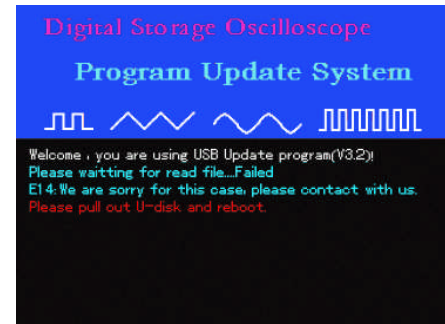 Digital Storage Oscilloscope
Program Update System
Welcome , you are using USB Update program(V3.2)!
Please waitting for read file....Failed
E14:We are sorry for this case, please contact with us.
Please pull out U-disk and reboot.